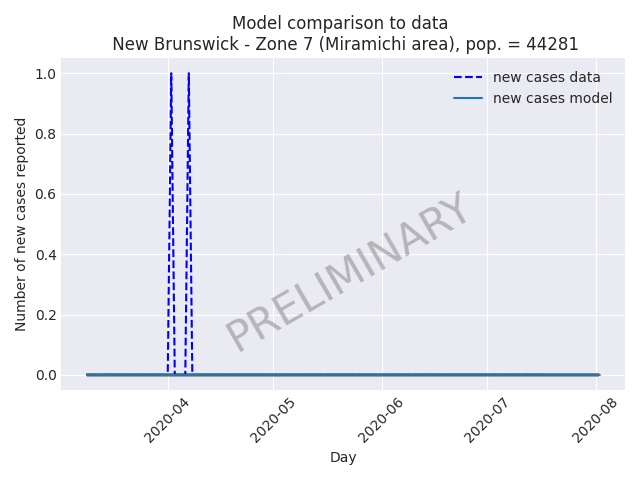 Model comparison to data
New Brunswick - Zone 7 (Miramichi area), pop. = 44281
new cases data
new cases model
Number of new cases reported
1.0
0.8
0.6
0.4
0.2
0.0
PRELIMINARY
2020-04
2020-05
2020-06
2020-07
2020-08
Day